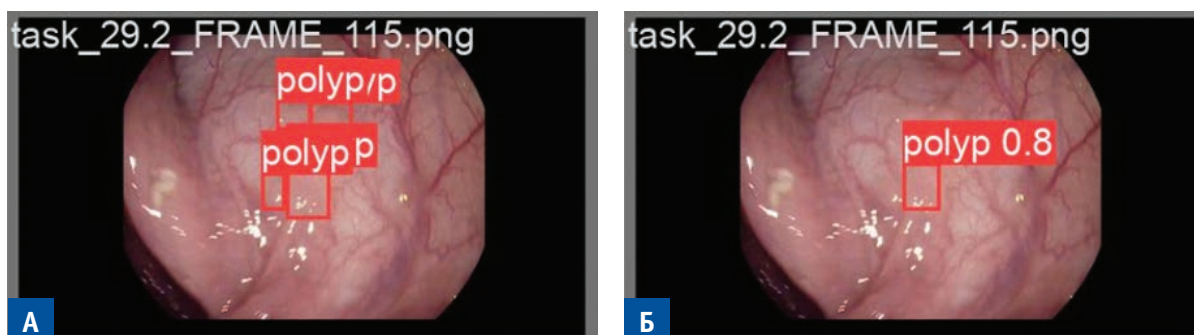 task_29.2_FRAME_115.png
polyp/p
polyp p
А
task_29.2_FRAME_115.png
polyp 0.8
Б